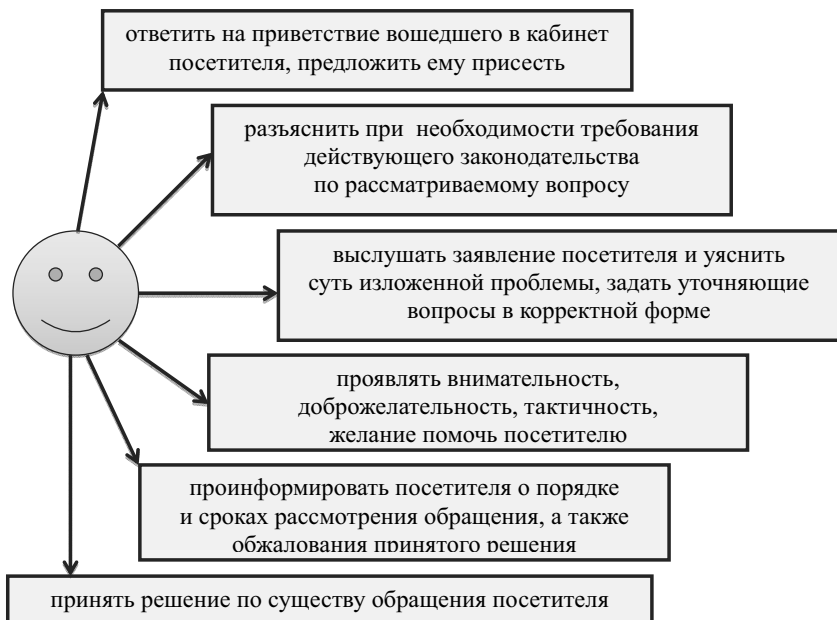 ответить на приветствие вошедшего в кабинет
посетителя, предложить ему присесть
разъяснить при необходимости требования
действующего законодательства
по рассматриваемому вопросу
выслушать заявление посетителя и уяснить
суть изложенной проблемы, задать уточняющие
вопросы в корректной форме
проявлять внимательность,
доброжелательность, тактичность,
желание помочь посетителю
проинформировать посетителя о порядке
и сроках рассмотрения обращения, а также
обжалования принятого решения
принять решение по существу обращения посетителя